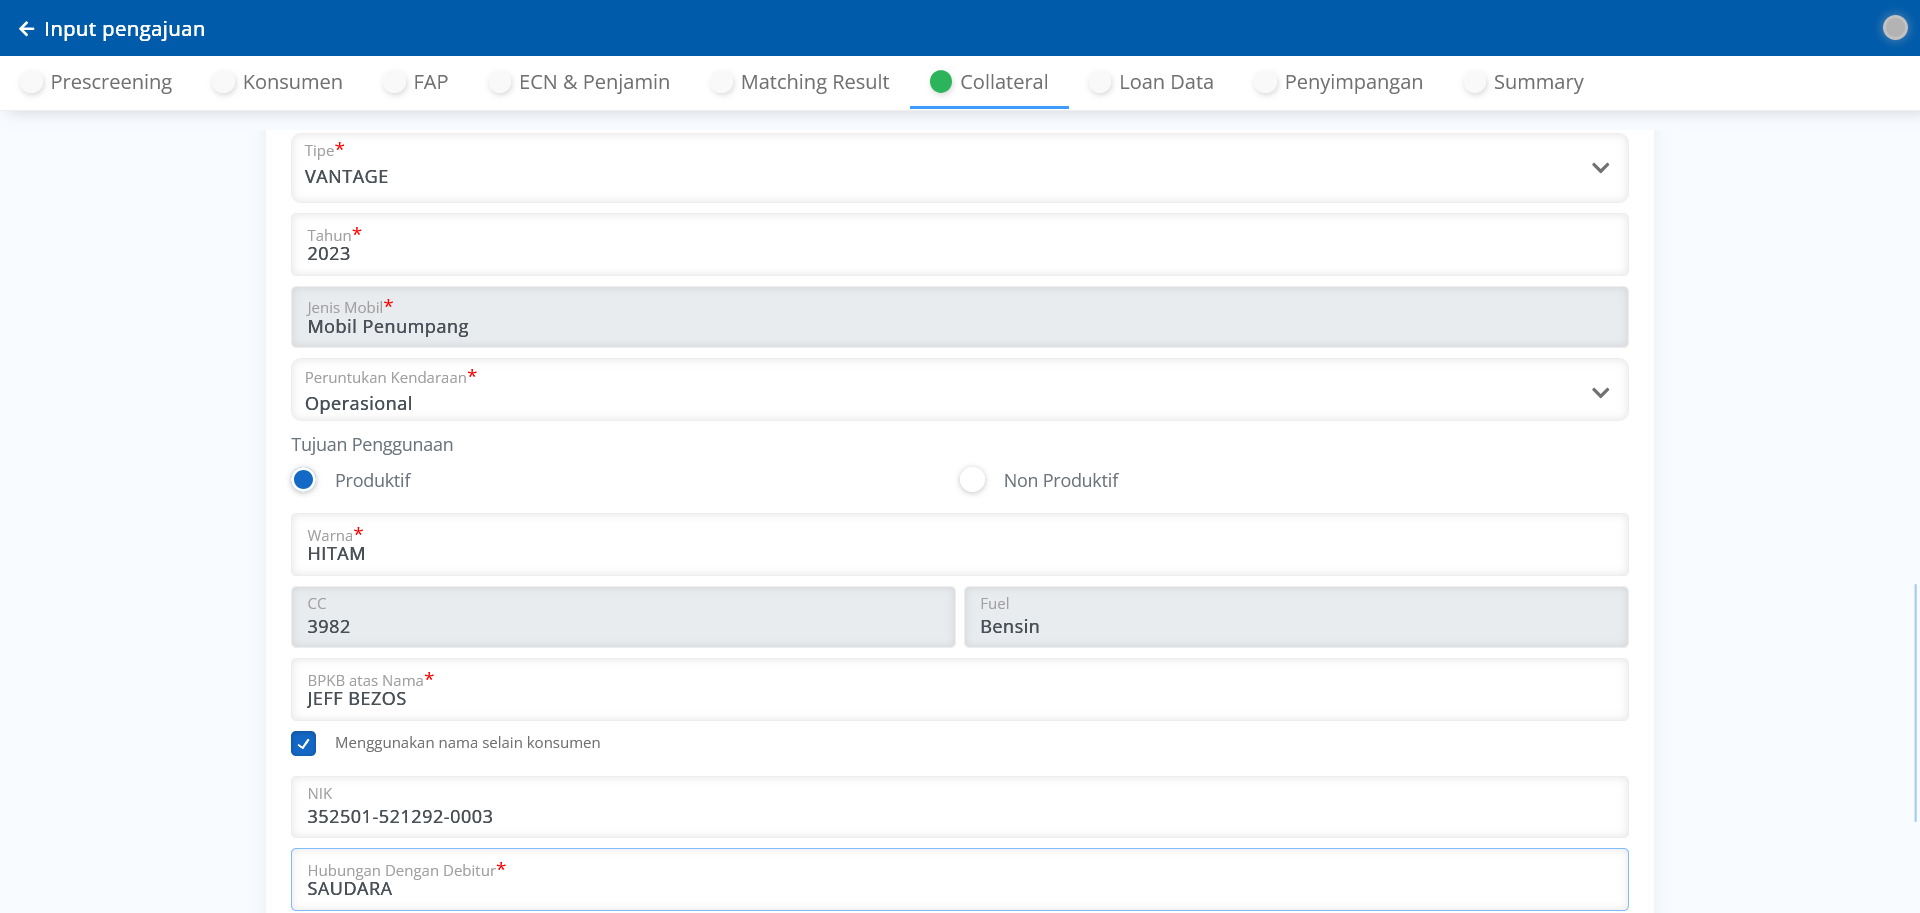 Input pengajuan
Prescreening Konsumen FAP ECN & Penjamin Matching Result Collateral Loan Data Penyimpangan Summary
Tipe*
VANTAGE
Tahun*
2023
Jenis Mobil*
Mobil Penumpang
Peruntukan Kendaraan*
Operasional
Tujuan Penggunaan
Produktif Non Produktif
Warna*
HITAM
CC
3982
Fuel
Bensin
BPKB atas Nama*
JEFF BEZOS
Menggunakan nama selain konsumen
NIK
352501-521292-0003
Hubungan Dengan Debitur*
SAUDARA